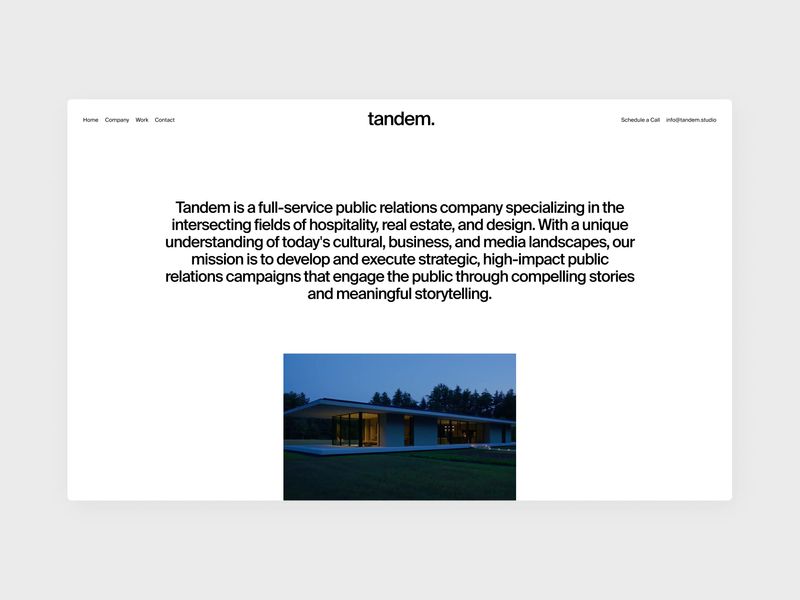 Home Company Work Contact
tandem.
Schedule a Call info@tandem.studio
Tandem is a full-service public relations company specializing in the
intersecting fields of hospitality, real estate, and design. With a unique
understanding of today's cultural, business, and media landscapes, our
mission is to develop and execute strategic, high-impact public
relations campaigns that engage the public through compelling stories
and meaningful storytelling.